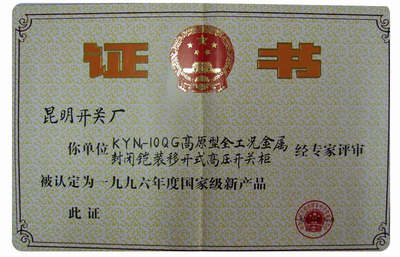 证书
昆明开关厂
你单位KYN-10QG高原型全工况金属
封闭铠装移开式高压开关柜 经专家评审
被认定为一九九六年度国家级新产品
此证